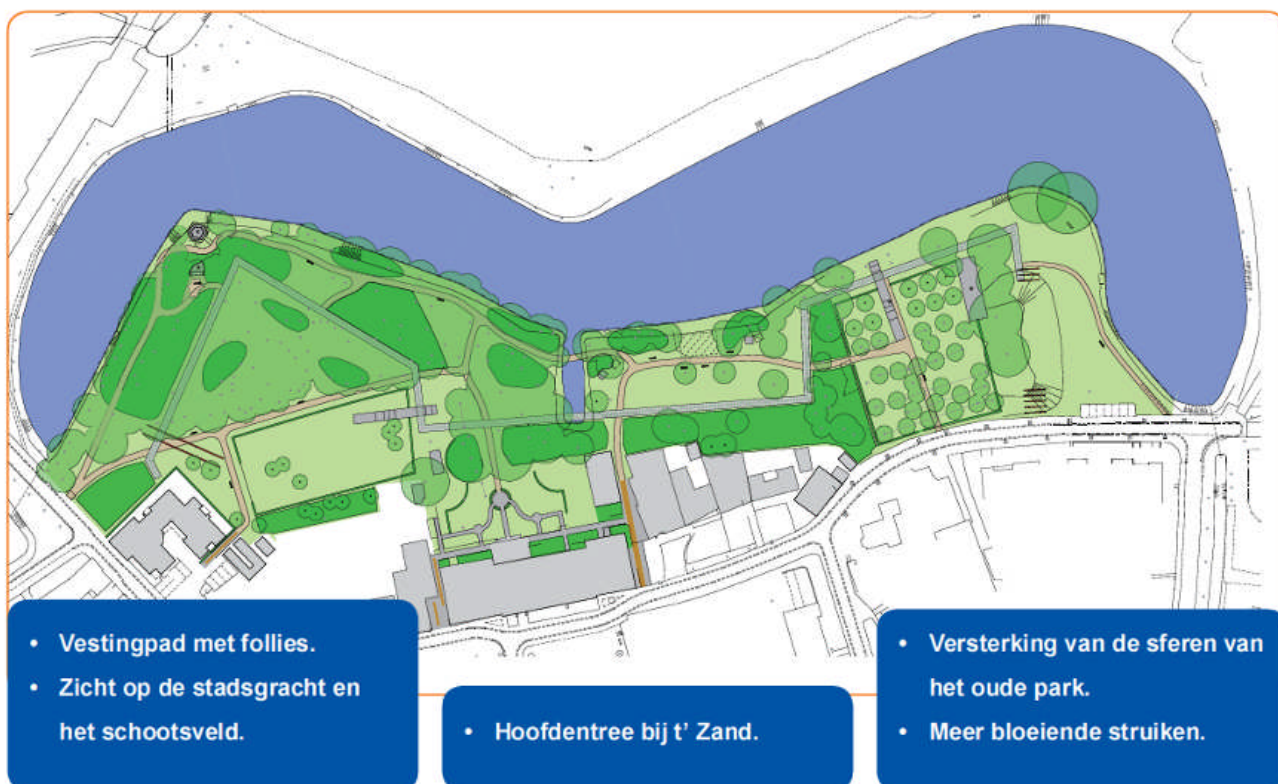 • Vestingpad met follies.
• Zicht op de stadsgracht en
het schootsveld.
• Hoofdentree bij t' Zand.
• Versterking van de sferen van
het oude park.
• Meer bloeiende struiken.